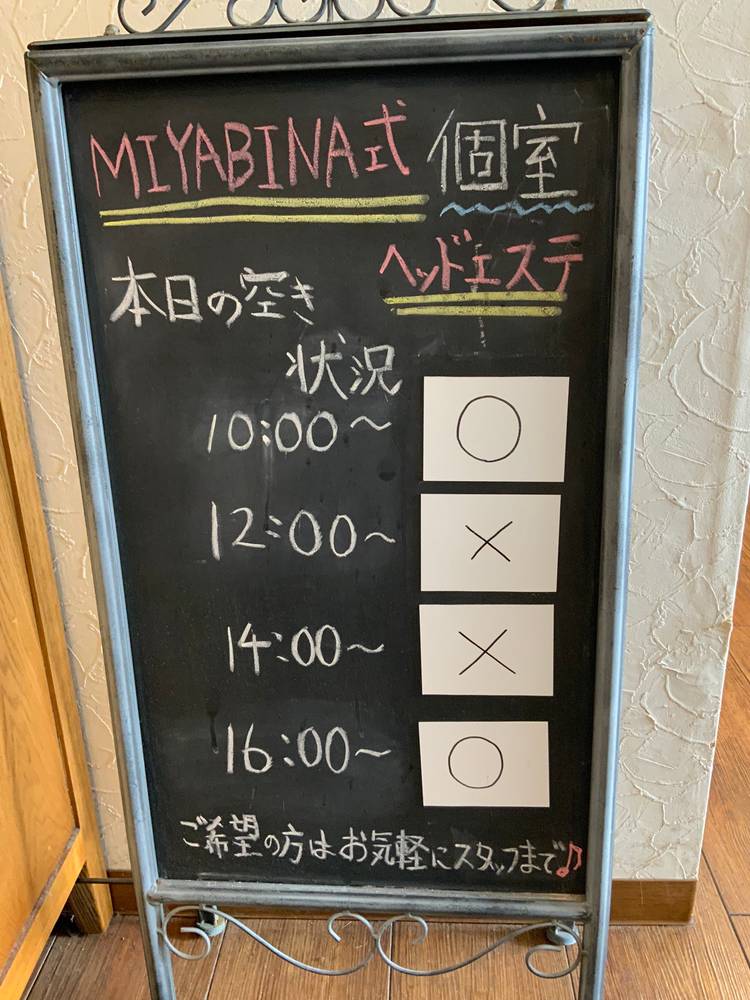 MIYABINA式 個室
ヘッドエステ
本日の空き
状況
10:00~ ○
12:00~ ×
14:00~ ×
16:00~ ○
ご希望の方はお気軽にスタッフまで♪